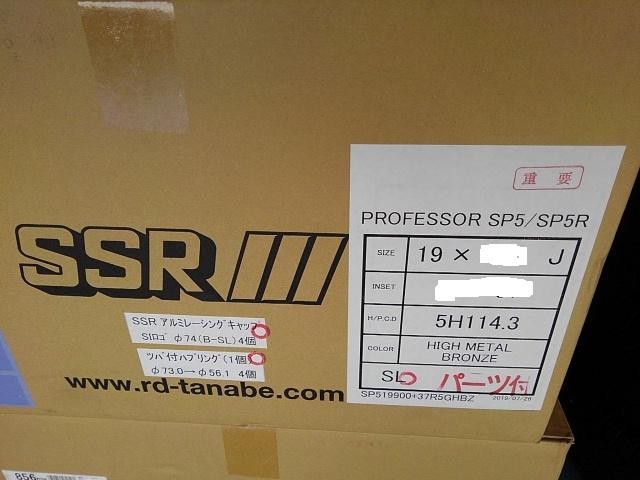 重要
PROFESSOR SP5/SP5R
SIZE 19 × J
INSET
H/P.C.D 5H114.3
COLOR HIGH METAL
BRONZE
SL パーツ付
SP519900+37R5GHBZ 2019/07/26
SSR
SSR アルミレーシングキャップ
SIロゴ φ74(B-SL) 4個
ツバ付ハブリング(1個)
φ73.0→φ56.1 4個
www.rd-tanabe.com
856